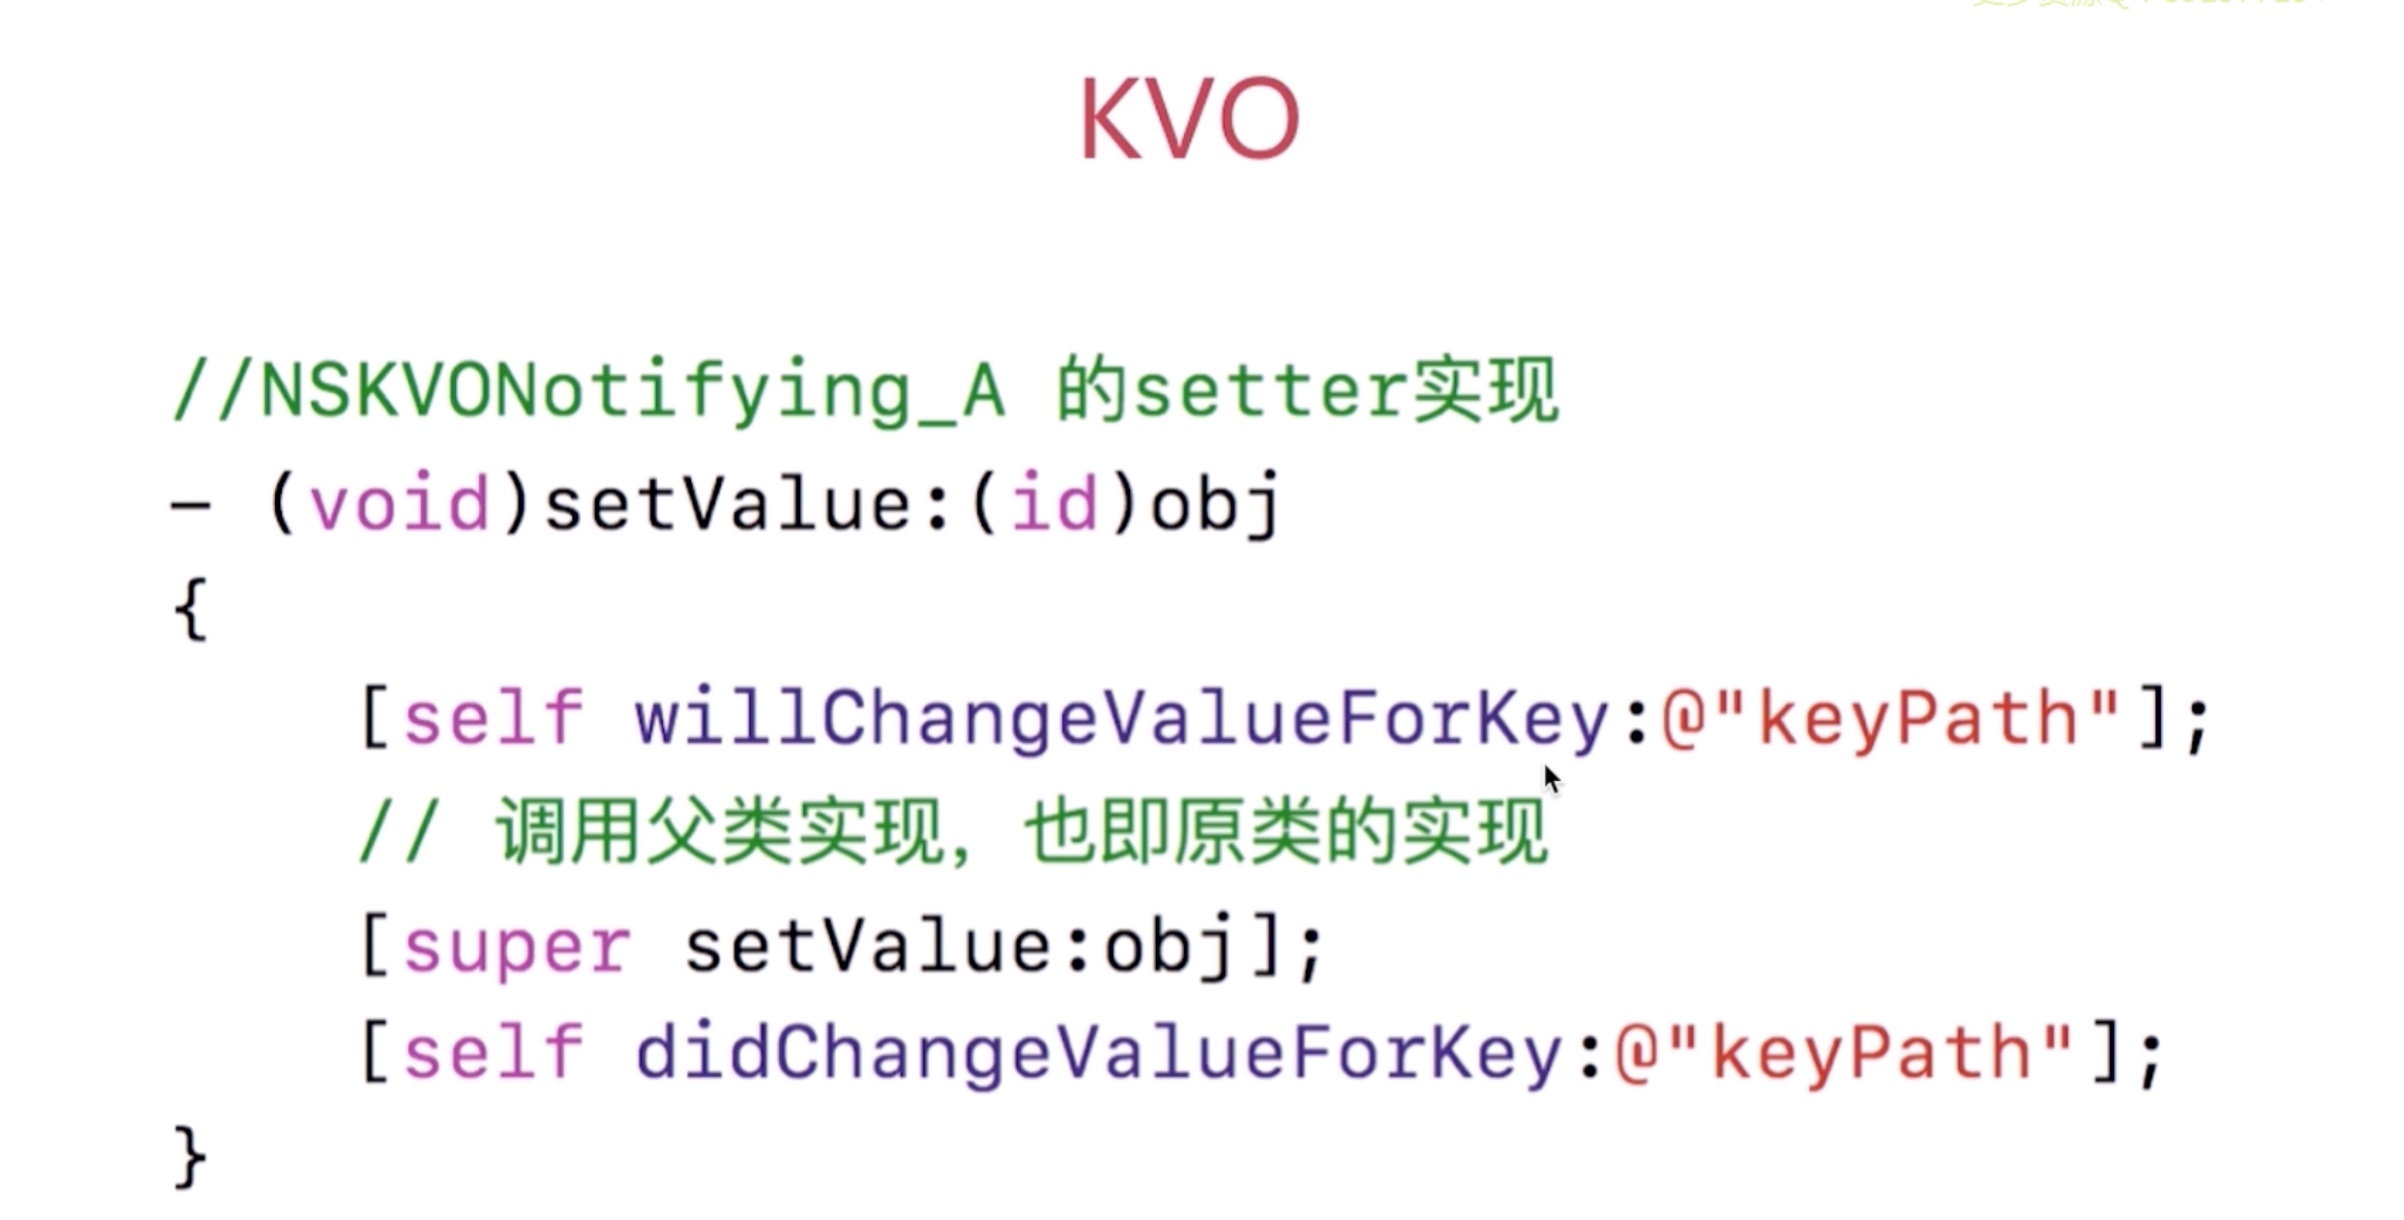 KVO
//NSKVONotifying_A 的setter实现
- (void)setValue:(id)obj
{
[self willChangeValueForKey:@"keyPath"];
// 调用父类实现，也即原类的实现
[super setValue:obj];
[self didChangeValueForKey:@"keyPath"];
}